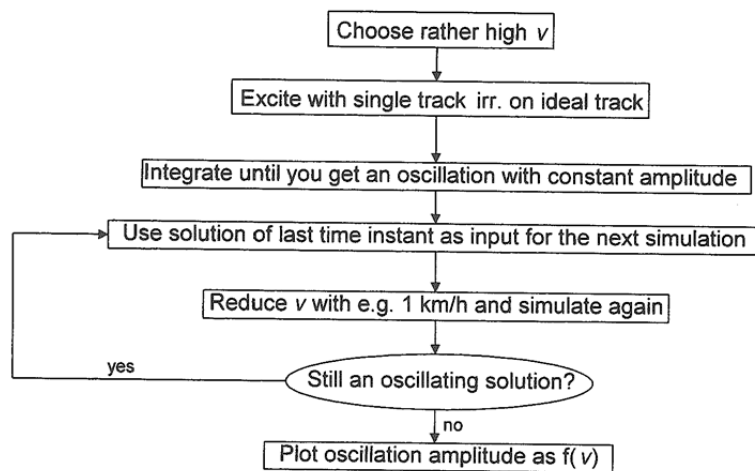 Choose rather high v
Excite with single track irr. on ideal track
Integrate until you get an oscillation with constant amplitude
Use solution of last time instant as input for the next simulation
Reduce v with e.g. 1 km/h and simulate again
yes
Still an oscillating solution?
no
Plot oscillation amplitude as f(v)